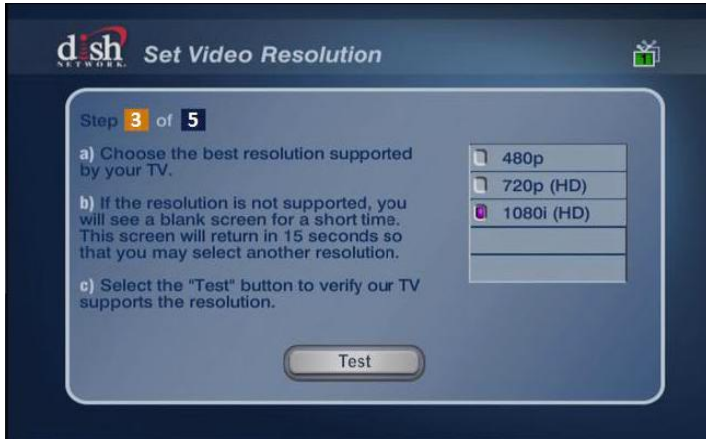 dish
NETWORK.
Set Video Resolution
1
Step 3 of 5
a) Choose the best resolution supported
by your TV.
b) If the resolution is not supported, you
will see a blank screen for a short time.
This screen will return in 15 seconds so
that you may select another resolution.
c) Select the "Test" button to verify our TV
supports the resolution.
480p
720p (HD)
1080i (HD)
Test